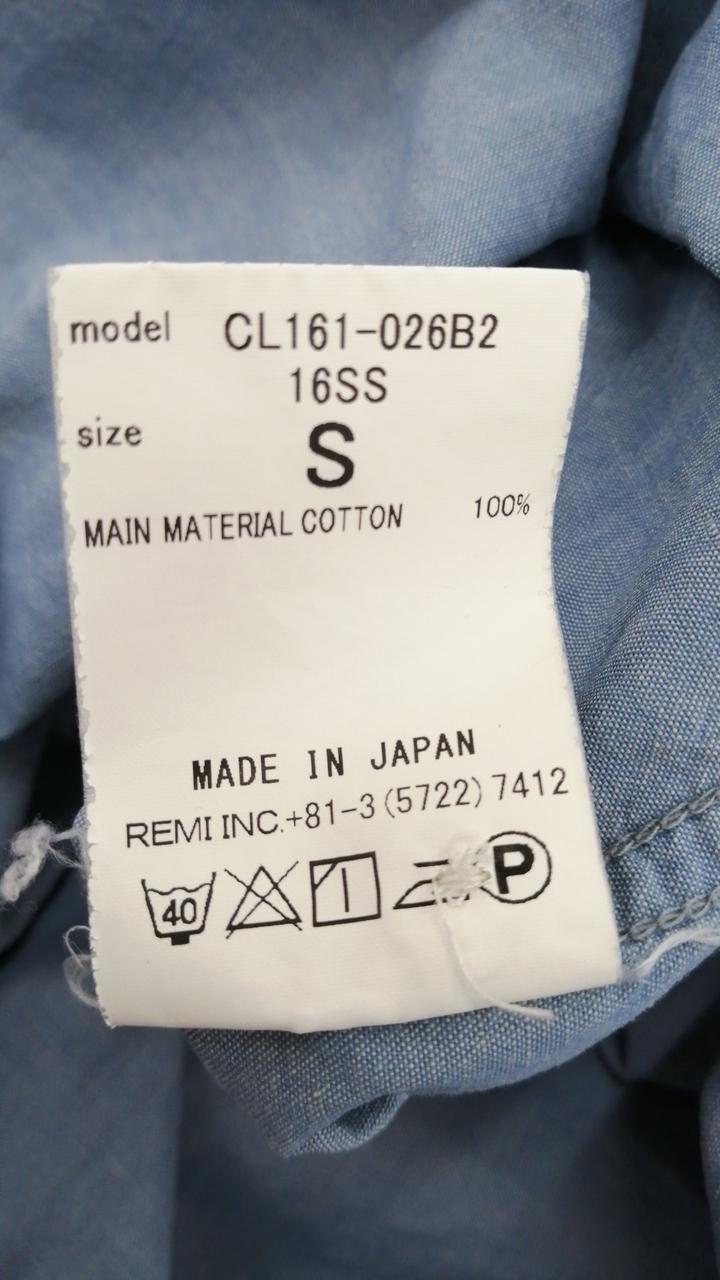 model CL161-026B2
16SS
size S
MAIN MATERIAL COTTON 100%
MADE IN JAPAN
REMI INC.+81-3(5722)7412
40 P